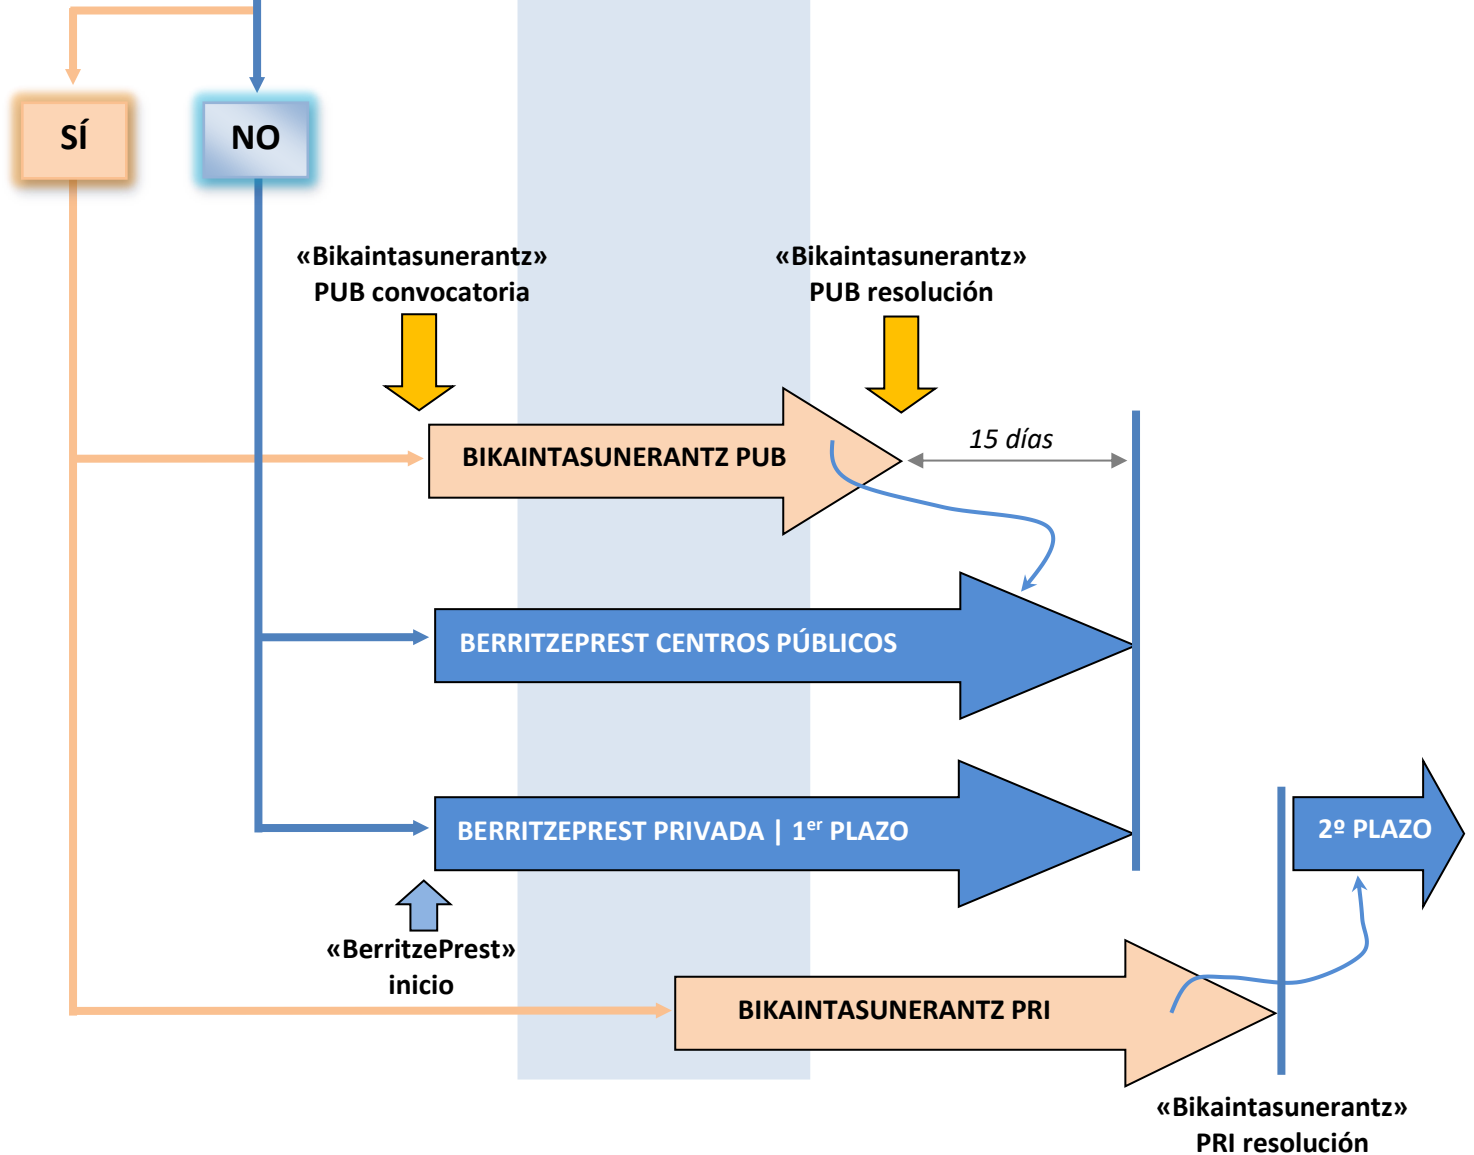 SÍ
NO
«Bikaintasunerantz»
PUB convocatoria
«Bikaintasunerantz»
PUB resolución
BIKAINTASUNERANTZ PUB
15 días
BERRITZEPREST CENTROS PÚBLICOS
BERRITZEPREST PRIVADA | 1er PLAZO
2º PLAZO
«BerritzePrest»
inicio
BIKAINTASUNERANTZ PRI
«Bikaintasunerantz»
PRI resolución